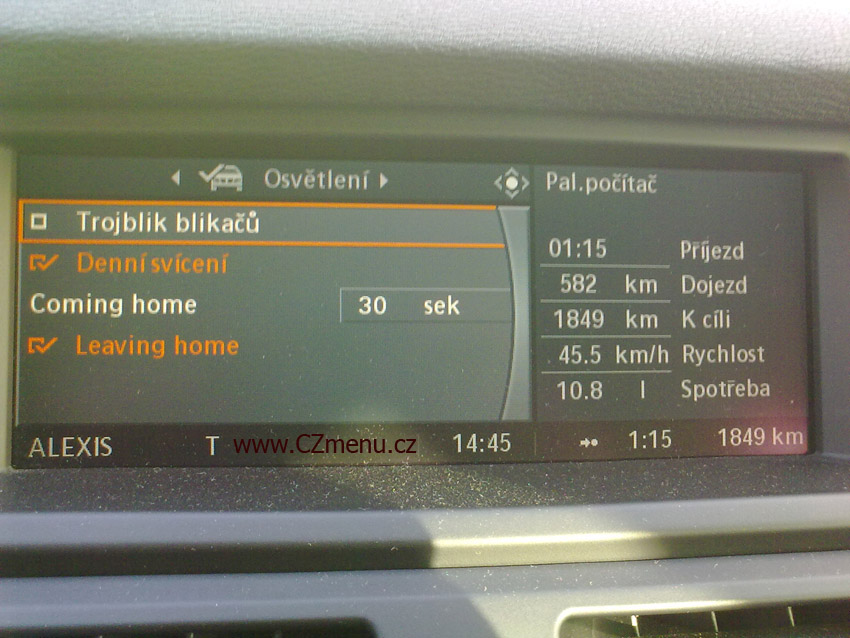 Osvětlení
Trojblik blikačů
Denní svícení
Coming home 30 sek
Leaving home
Pal.počítač
01:15 Příjezd
582 km Dojezd
1849 km K cíli
45.5 km/h Rychlost
10.8 l Spotřeba
ALEXIS T www.CZmenu.cz 14:45 1:15 1849 km